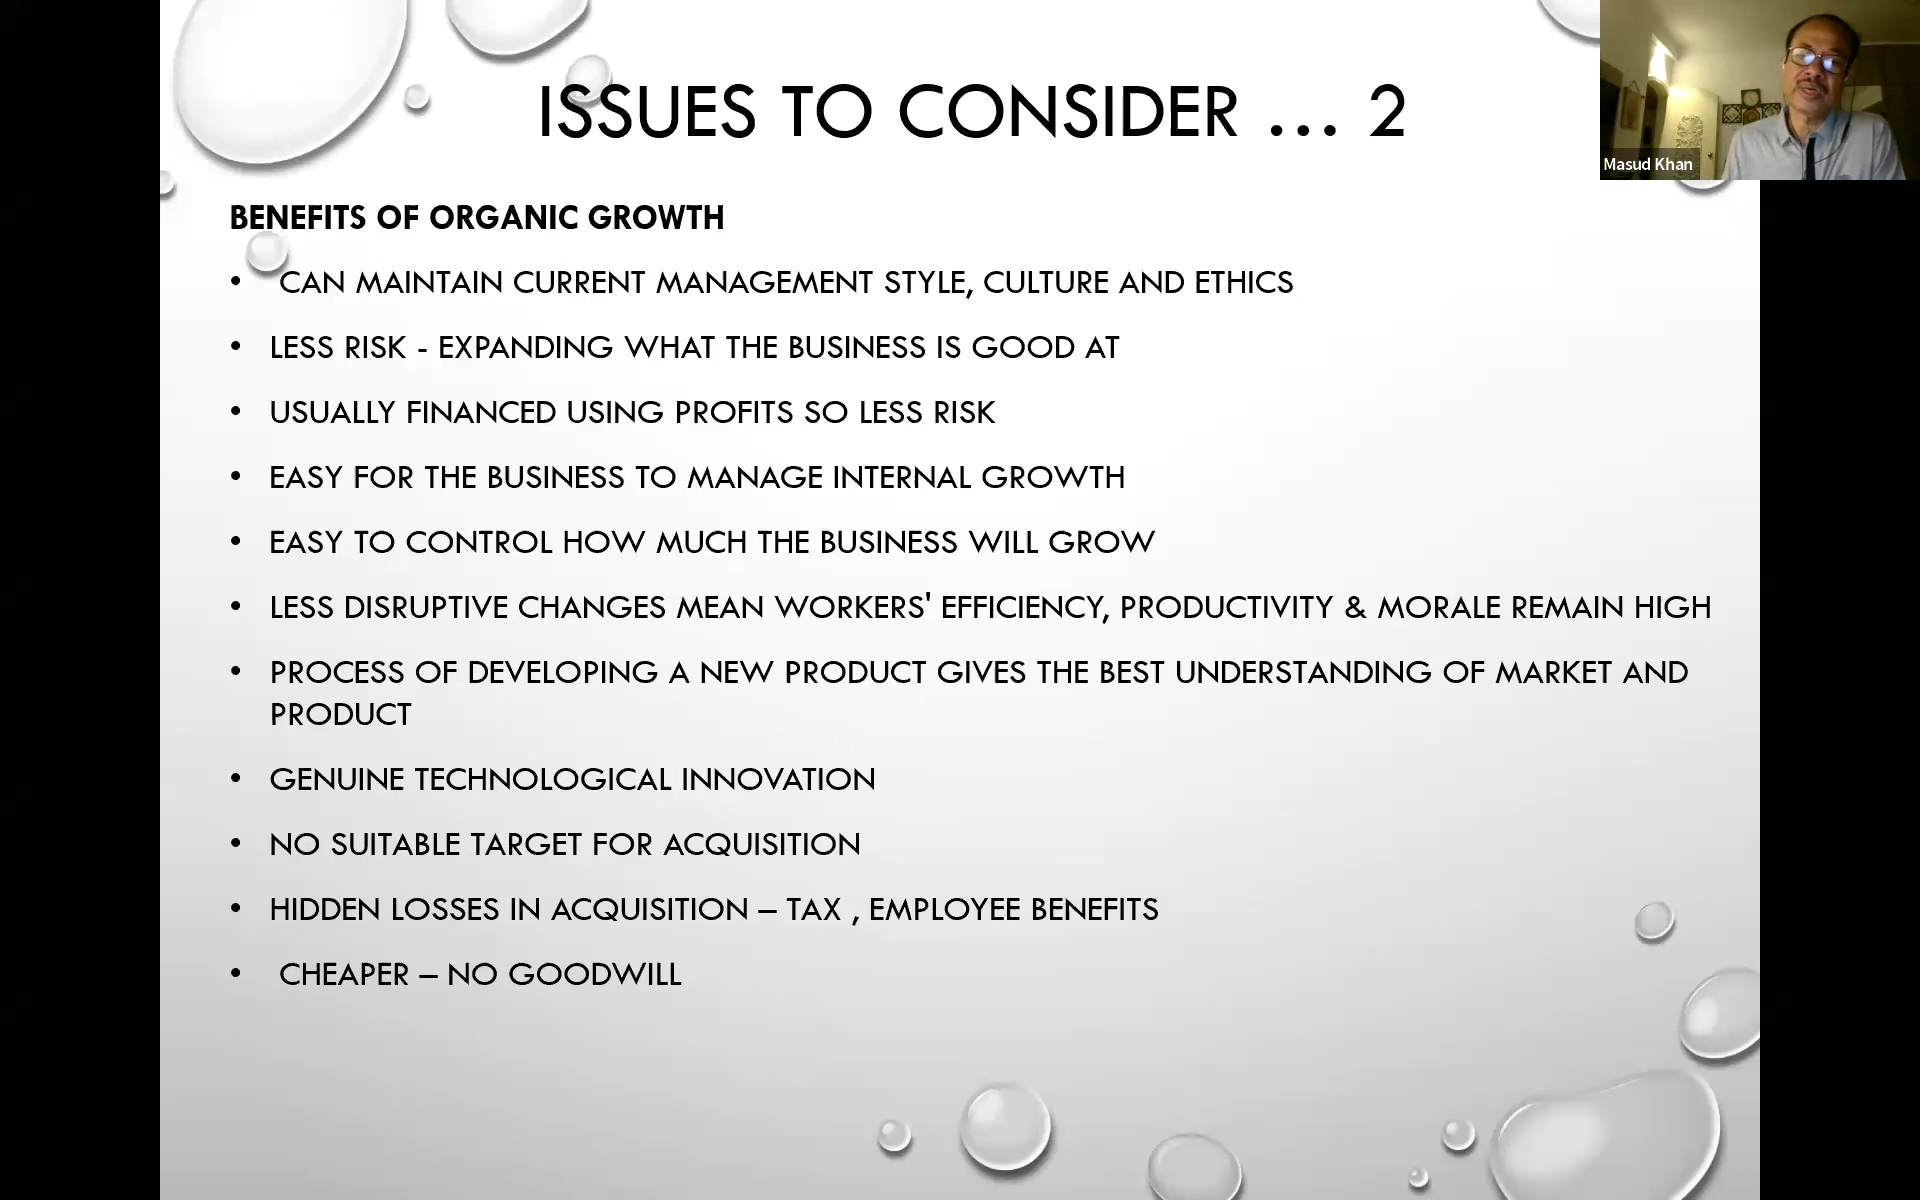 ISSUES TO CONSIDER ... 2
Masud Khan
BENEFITS OF ORGANIC GROWTH
• CAN MAINTAIN CURRENT MANAGEMENT STYLE, CULTURE AND ETHICS
• LESS RISK - EXPANDING WHAT THE BUSINESS IS GOOD AT
• USUALLY FINANCED USING PROFITS SO LESS RISK
• EASY FOR THE BUSINESS TO MANAGE INTERNAL GROWTH
• EASY TO CONTROL HOW MUCH THE BUSINESS WILL GROW
• LESS DISRUPTIVE CHANGES MEAN WORKERS' EFFICIENCY, PRODUCTIVITY & MORALE REMAIN HIGH
• PROCESS OF DEVELOPING A NEW PRODUCT GIVES THE BEST UNDERSTANDING OF MARKET AND
PRODUCT
• GENUINE TECHNOLOGICAL INNOVATION
• NO SUITABLE TARGET FOR ACQUISITION
• HIDDEN LOSSES IN ACQUISITION – TAX , EMPLOYEE BENEFITS
• CHEAPER – NO GOODWILL